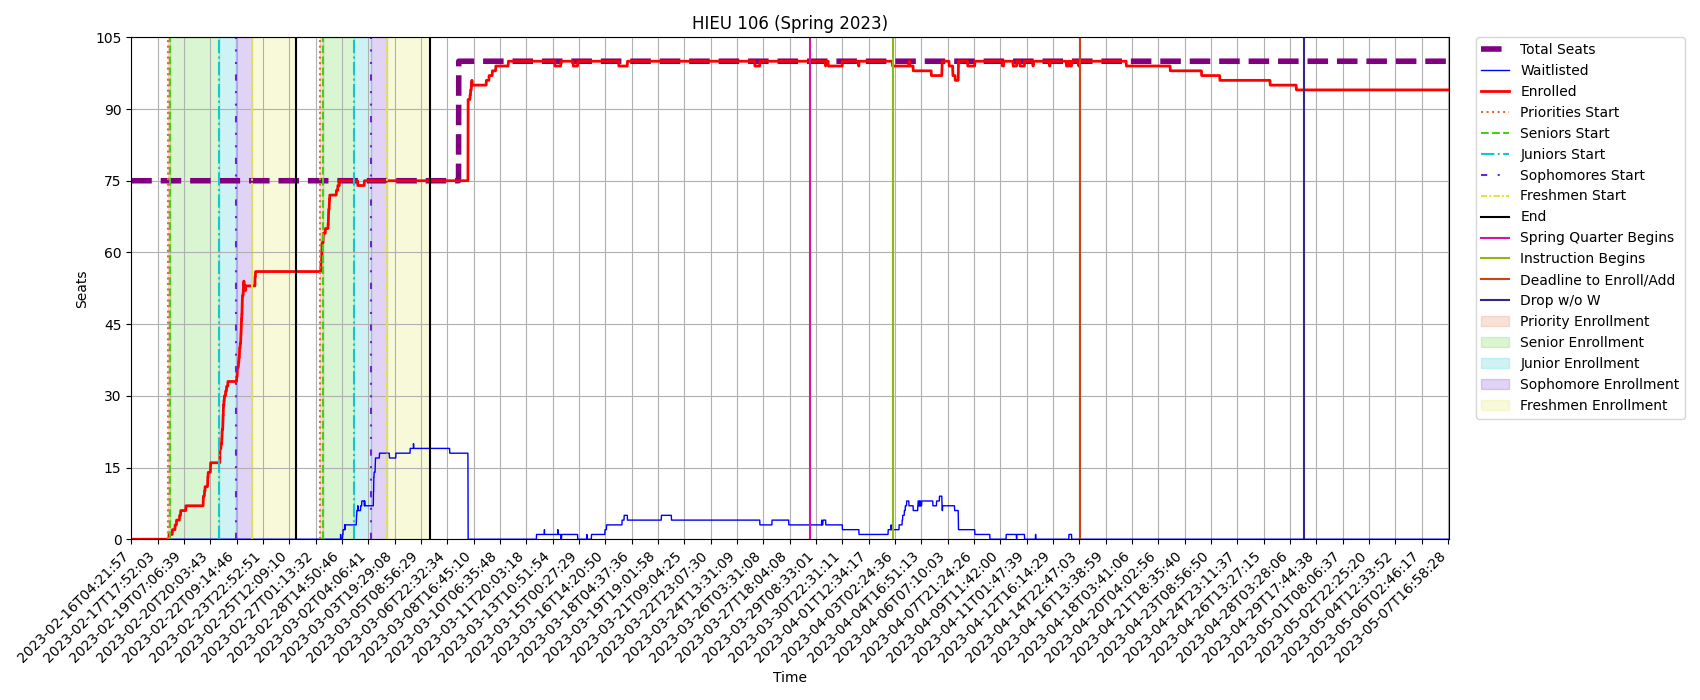 HIEU 106 (Spring 2023)
105
90
75
60
45
30
15
0
Seats
2023-02-16T04:21:57
2023-02-17T17:52:03
2023-02-19T07:06:39
2023-02-20T20:03:43
2023-02-22T09:14:46
2023-02-23T22:52:51
2023-02-25T12:09:10
2023-02-27T01:13:32
2023-02-28T14:50:46
2023-03-02T04:06:41
2023-03-03T19:29:08
2023-03-05T08:56:29
2023-03-06T22:32:34
2023-03-08T16:45:10
2023-03-10T06:35:48
2023-03-11T20:03:18
2023-03-13T10:51:54
2023-03-15T00:27:29
2023-03-16T14:20:50
2023-03-18T04:37:36
2023-03-19T19:01:58
2023-03-21T09:04:25
2023-03-22T23:07:30
2023-03-24T13:31:09
2023-03-26T03:31:08
2023-03-27T18:04:08
2023-03-29T08:33:01
2023-03-30T22:31:11
2023-04-01T12:34:17
2023-04-03T02:24:36
2023-04-04T16:51:13
2023-04-06T07:10:03
2023-04-07T21:24:26
2023-04-09T11:42:00
2023-04-11T01:47:39
2023-04-12T16:14:29
2023-04-14T22:47:03
2023-04-16T13:38:59
2023-04-18T03:41:06
2023-04-20T04:02:56
2023-04-21T18:35:40
2023-04-23T08:56:50
2023-04-24T23:11:37
2023-04-26T13:27:15
2023-04-28T03:28:06
2023-04-29T17:44:38
2023-05-01T08:06:37
2023-05-02T22:25:20
2023-05-04T12:33:52
2023-05-06T02:46:17
2023-05-07T16:58:28
Time
Total Seats
Waitlisted
Enrolled
Priorities Start
Seniors Start
Juniors Start
Sophomores Start
Freshmen Start
End
Spring Quarter Begins
Instruction Begins
Deadline to Enroll/Add
Drop w/o W
Priority Enrollment
Senior Enrollment
Junior Enrollment
Sophomore Enrollment
Freshmen Enrollment